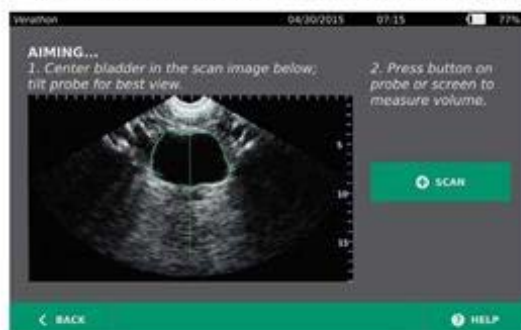 Verathon 04/30/2015 07:15 77%
AIMING...
1. Center bladder in the scan image below;
tilt probe for best view.
2. Press button on
probe or screen to
measure volume.
5
10
15
SCAN
BACK
HELP